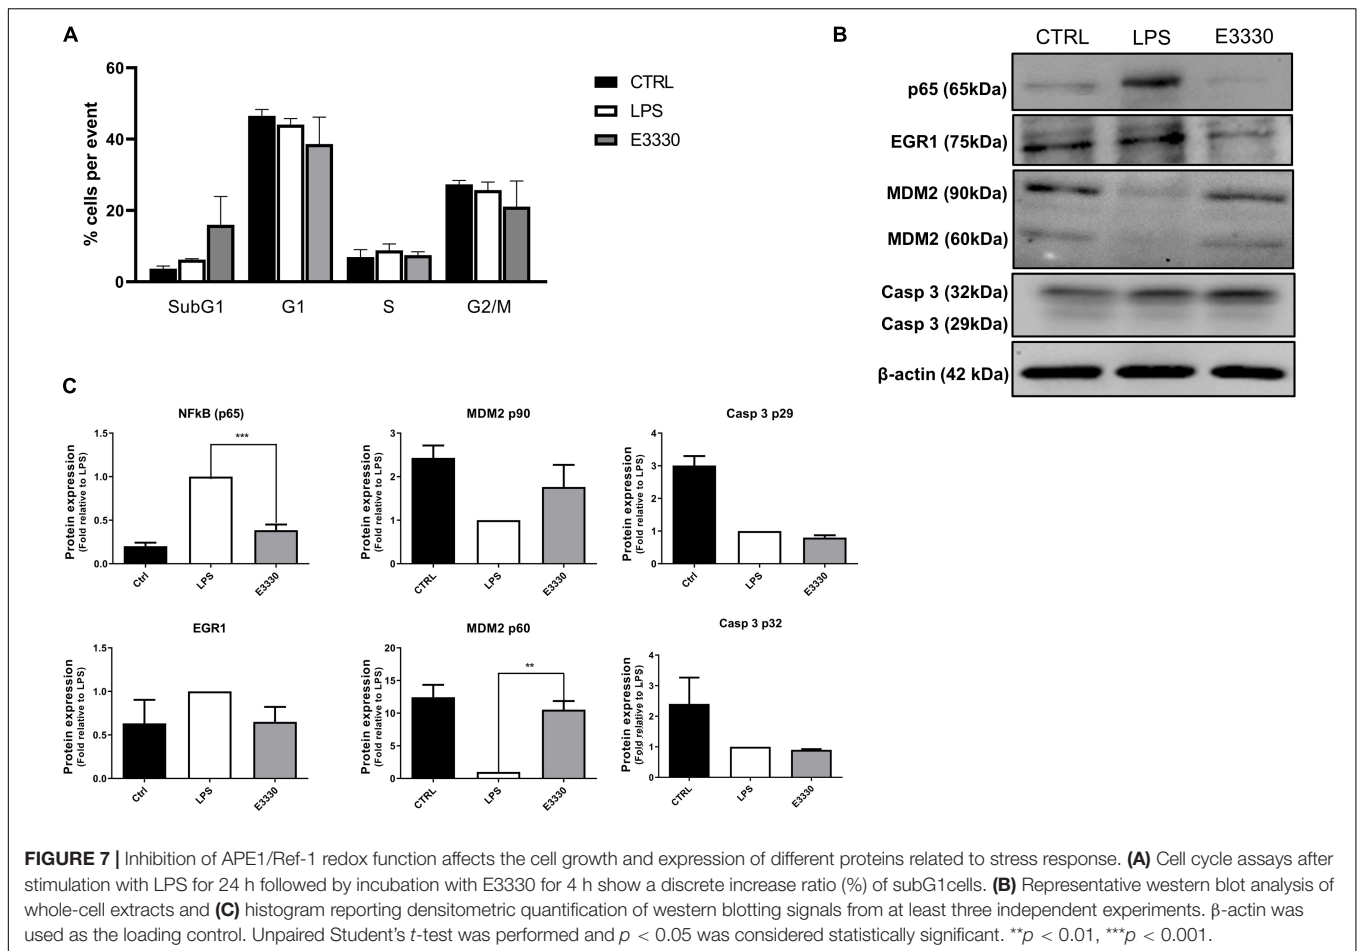 A
60
40
20
0
% cells per event
SubG1
G1
S
G2/M
CTRL
LPS
E3330
B
CTRL LPS E3330
p65 (65kDa)
EGR1 (75kDa)
MDM2 (90kDa)
MDM2 (60kDa)
Casp 3 (32kDa)
Casp 3 (29kDa)
β-actin (42 kDa)
C
NFkB (p65)
Protein expression
(Fold relative to LPS)
1.5
1.0
0.5
0.0
***
Ctrl
LPS
E3330
MDM2 p90
Protein expression
(Fold relative to LPS)
3
2
1
0
CTRL
LPS
E3330
Casp 3 p29
Protein expression
(Fold relative to LPS)
4
3
2
1
0
Ctrl
LPS
E3330
EGR1
Protein expression
(Fold relative to LPS)
1.5
1.0
0.5
0.0
Ctrl
LPS
E3330
MDM2 p60
Protein expression
(Fold relative to LPS)
20
15
10
5
0
**
CTRL
LPS
E3330
Casp 3 p32
Protein expression
(Fold relative to LPS)
4
3
2
1
0
CTRL
LPS
E3330
FIGURE 7 | Inhibition of APE1/Ref-1 redox function affects the cell growth and expression of different proteins related to stress response. (A) Cell cycle assays after
stimulation with LPS for 24 h followed by incubation with E3330 for 4 h show a discrete increase ratio (%) of subG1cells. (B) Representative western blot analysis of
whole-cell extracts and (C) histogram reporting densitometric quantification of western blotting signals from at least three independent experiments. β-actin was
used as the loading control. Unpaired Student's t-test was performed and p < 0.05 was considered statistically significant. **p < 0.01, ***p < 0.001.